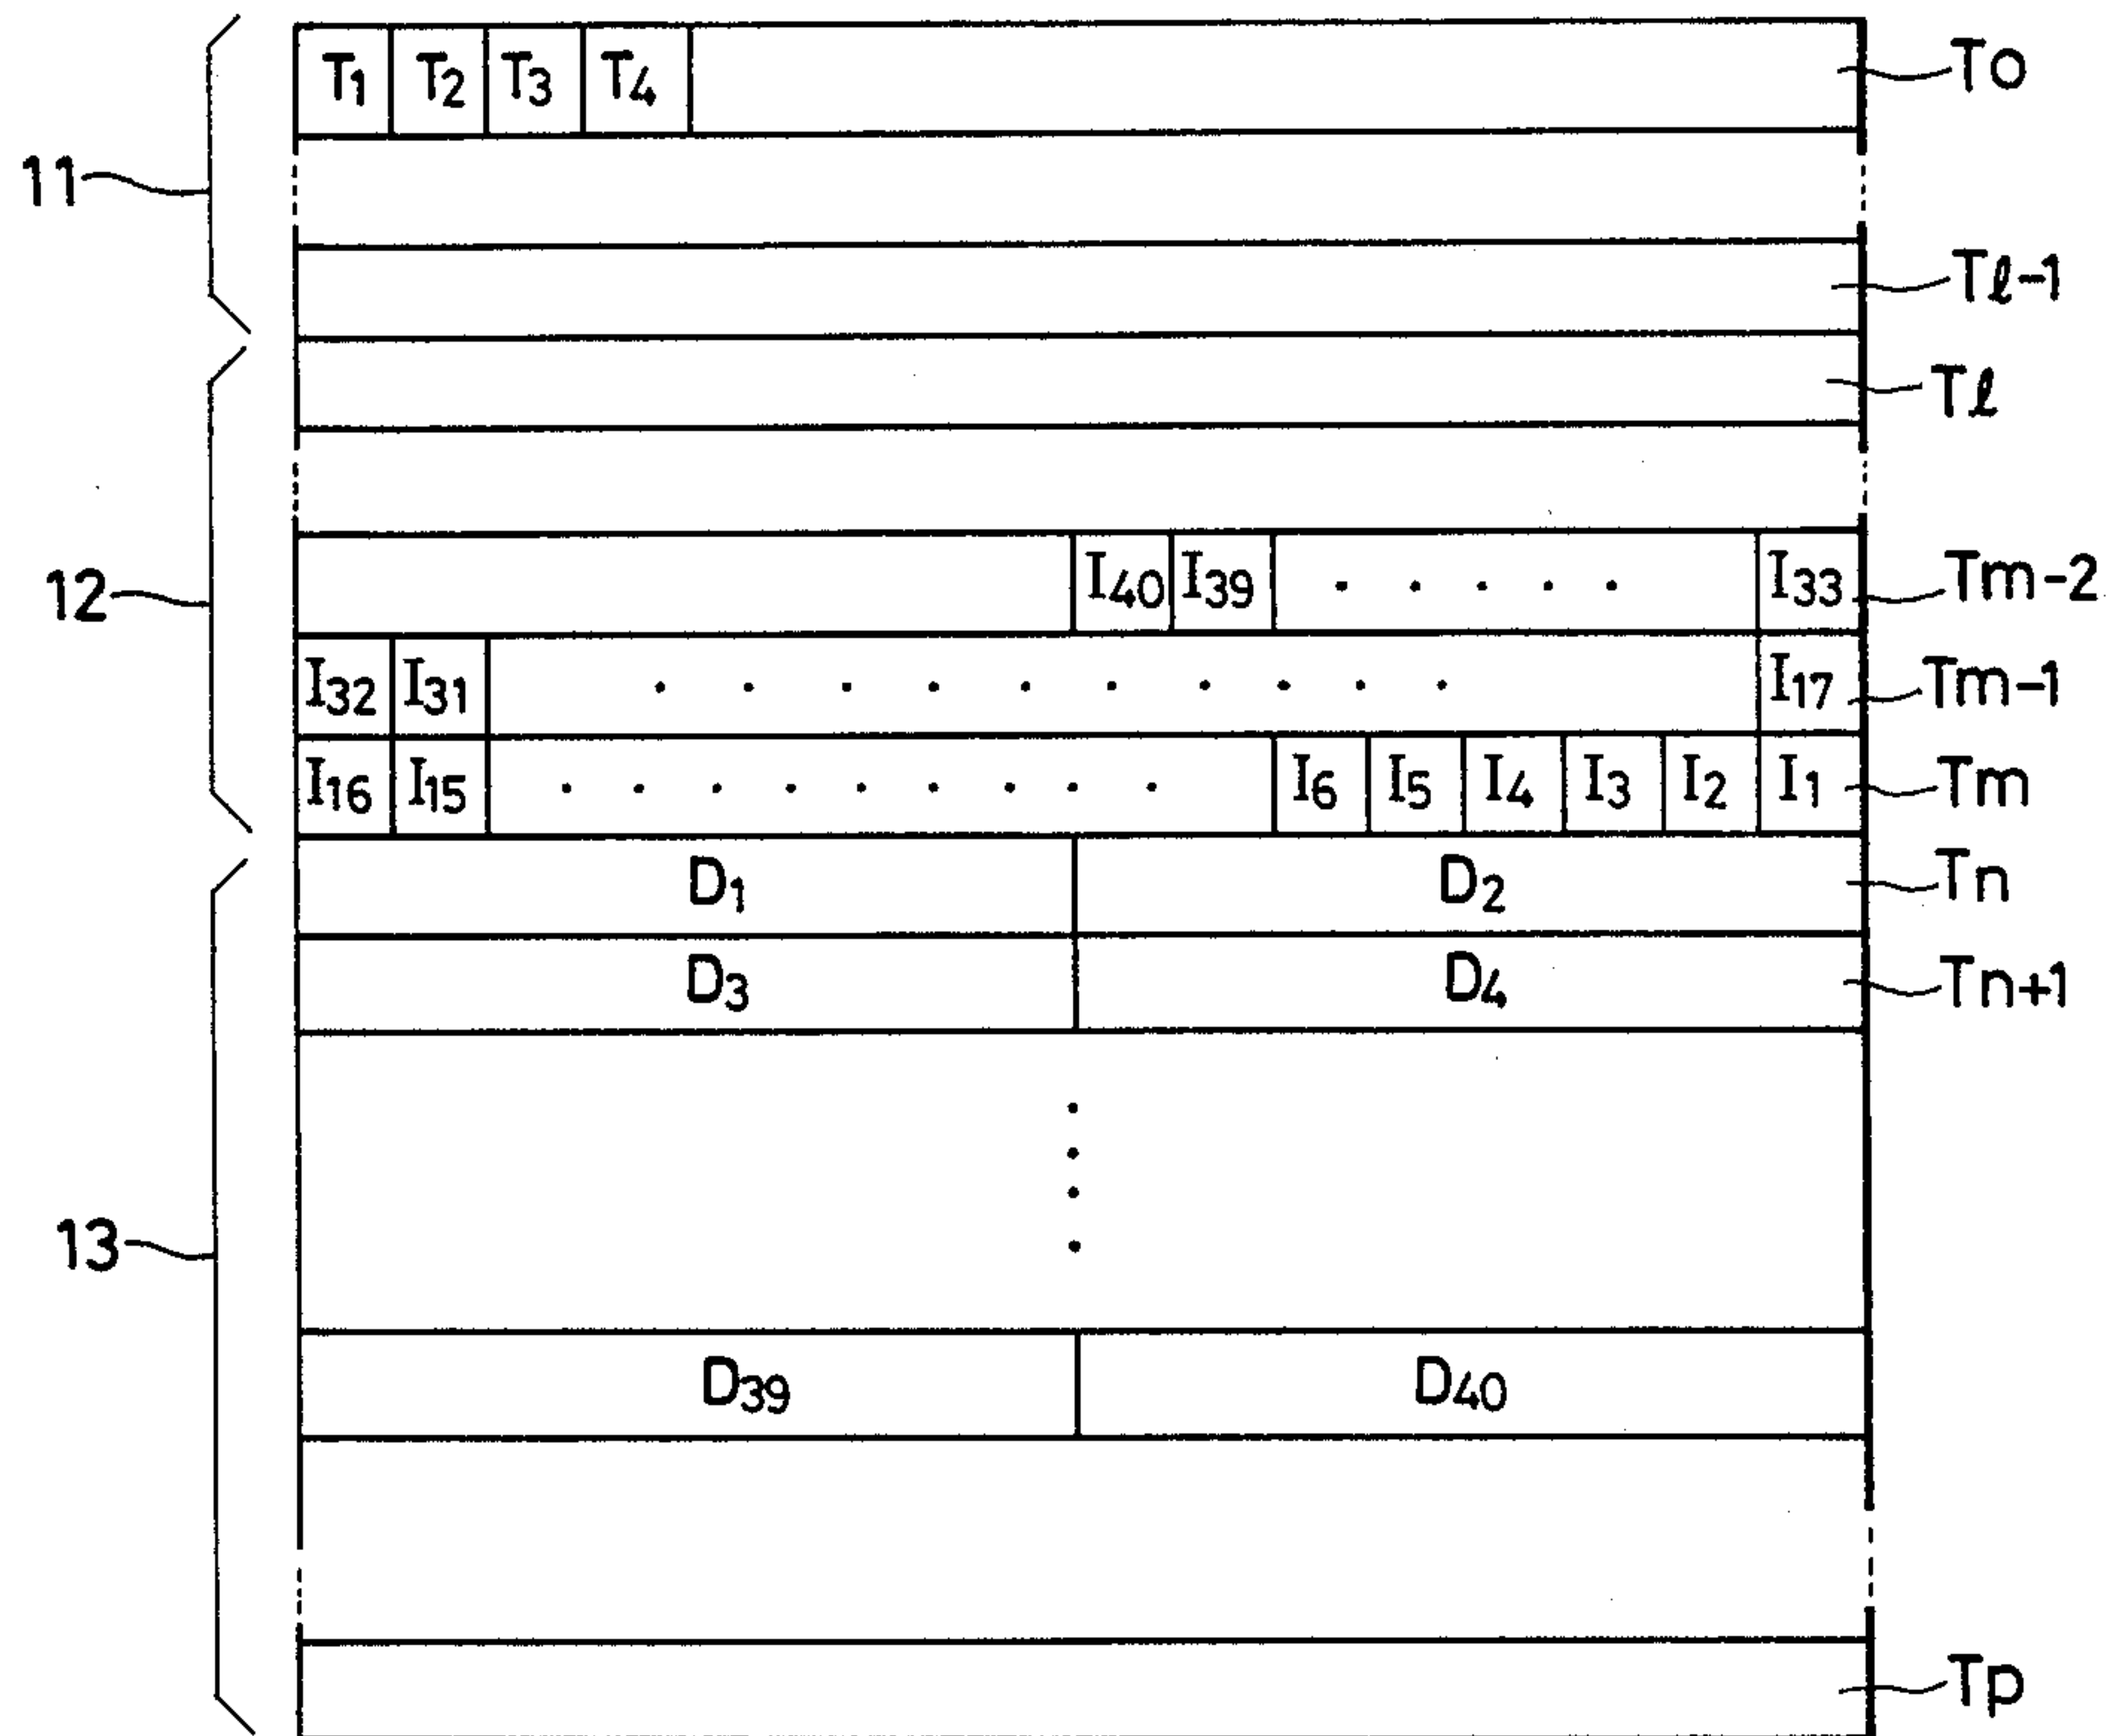 T1 T2 T3 T4 To
11
Tℓ-1
Tℓ
12
I40 I39 . . . . . I33 Tm-2
I32 I31 . . . . . . . . . . I17 Tm-1
I16 I15 . . . . . . . . . I6 I5 I4 I3 I2 I1 Tm
D1 D2 Tn
D3 D4 Tn+1
13
D39 D40
Tp